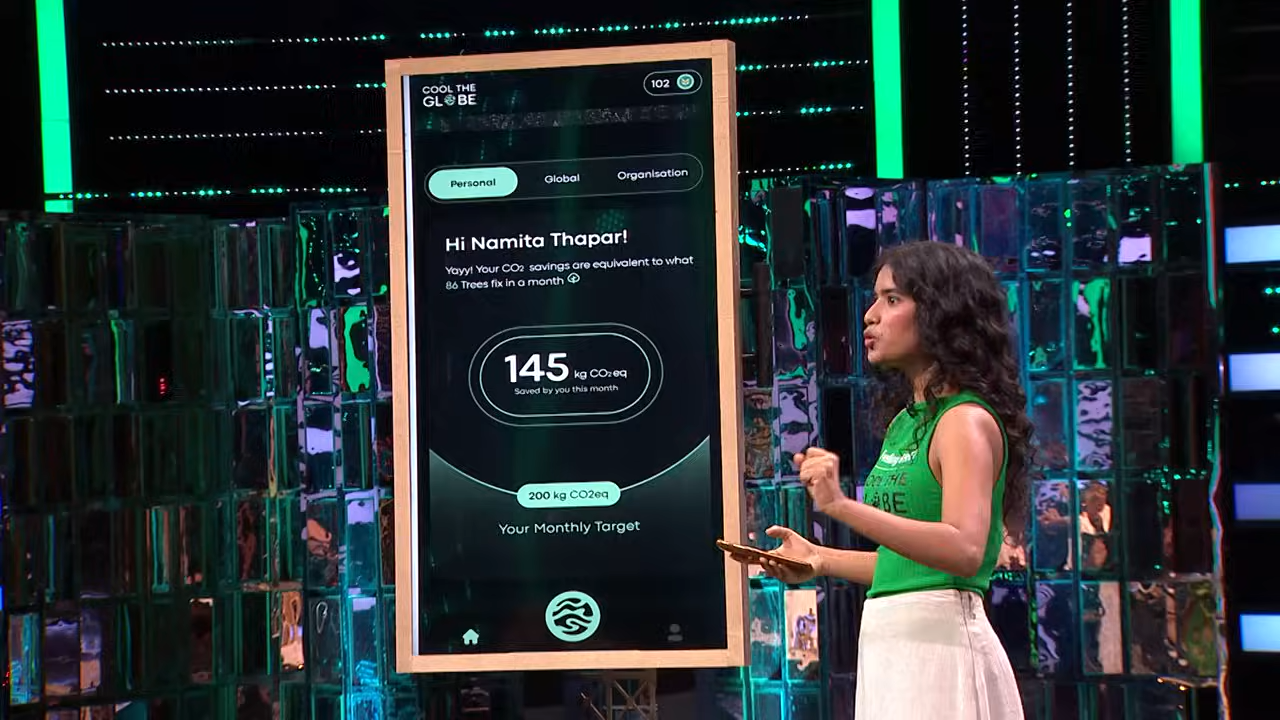 COOL THE
GLOBE
102
Personal
Global
Organisation
Hi Namita Thapar!
Yayy! Your CO₂ savings are equivalent to what
86 Trees fix in a month
145 kg CO₂eq
Saved by you this month
200 kg CO2eq
Your Monthly Target
COOL THE
GLOBE